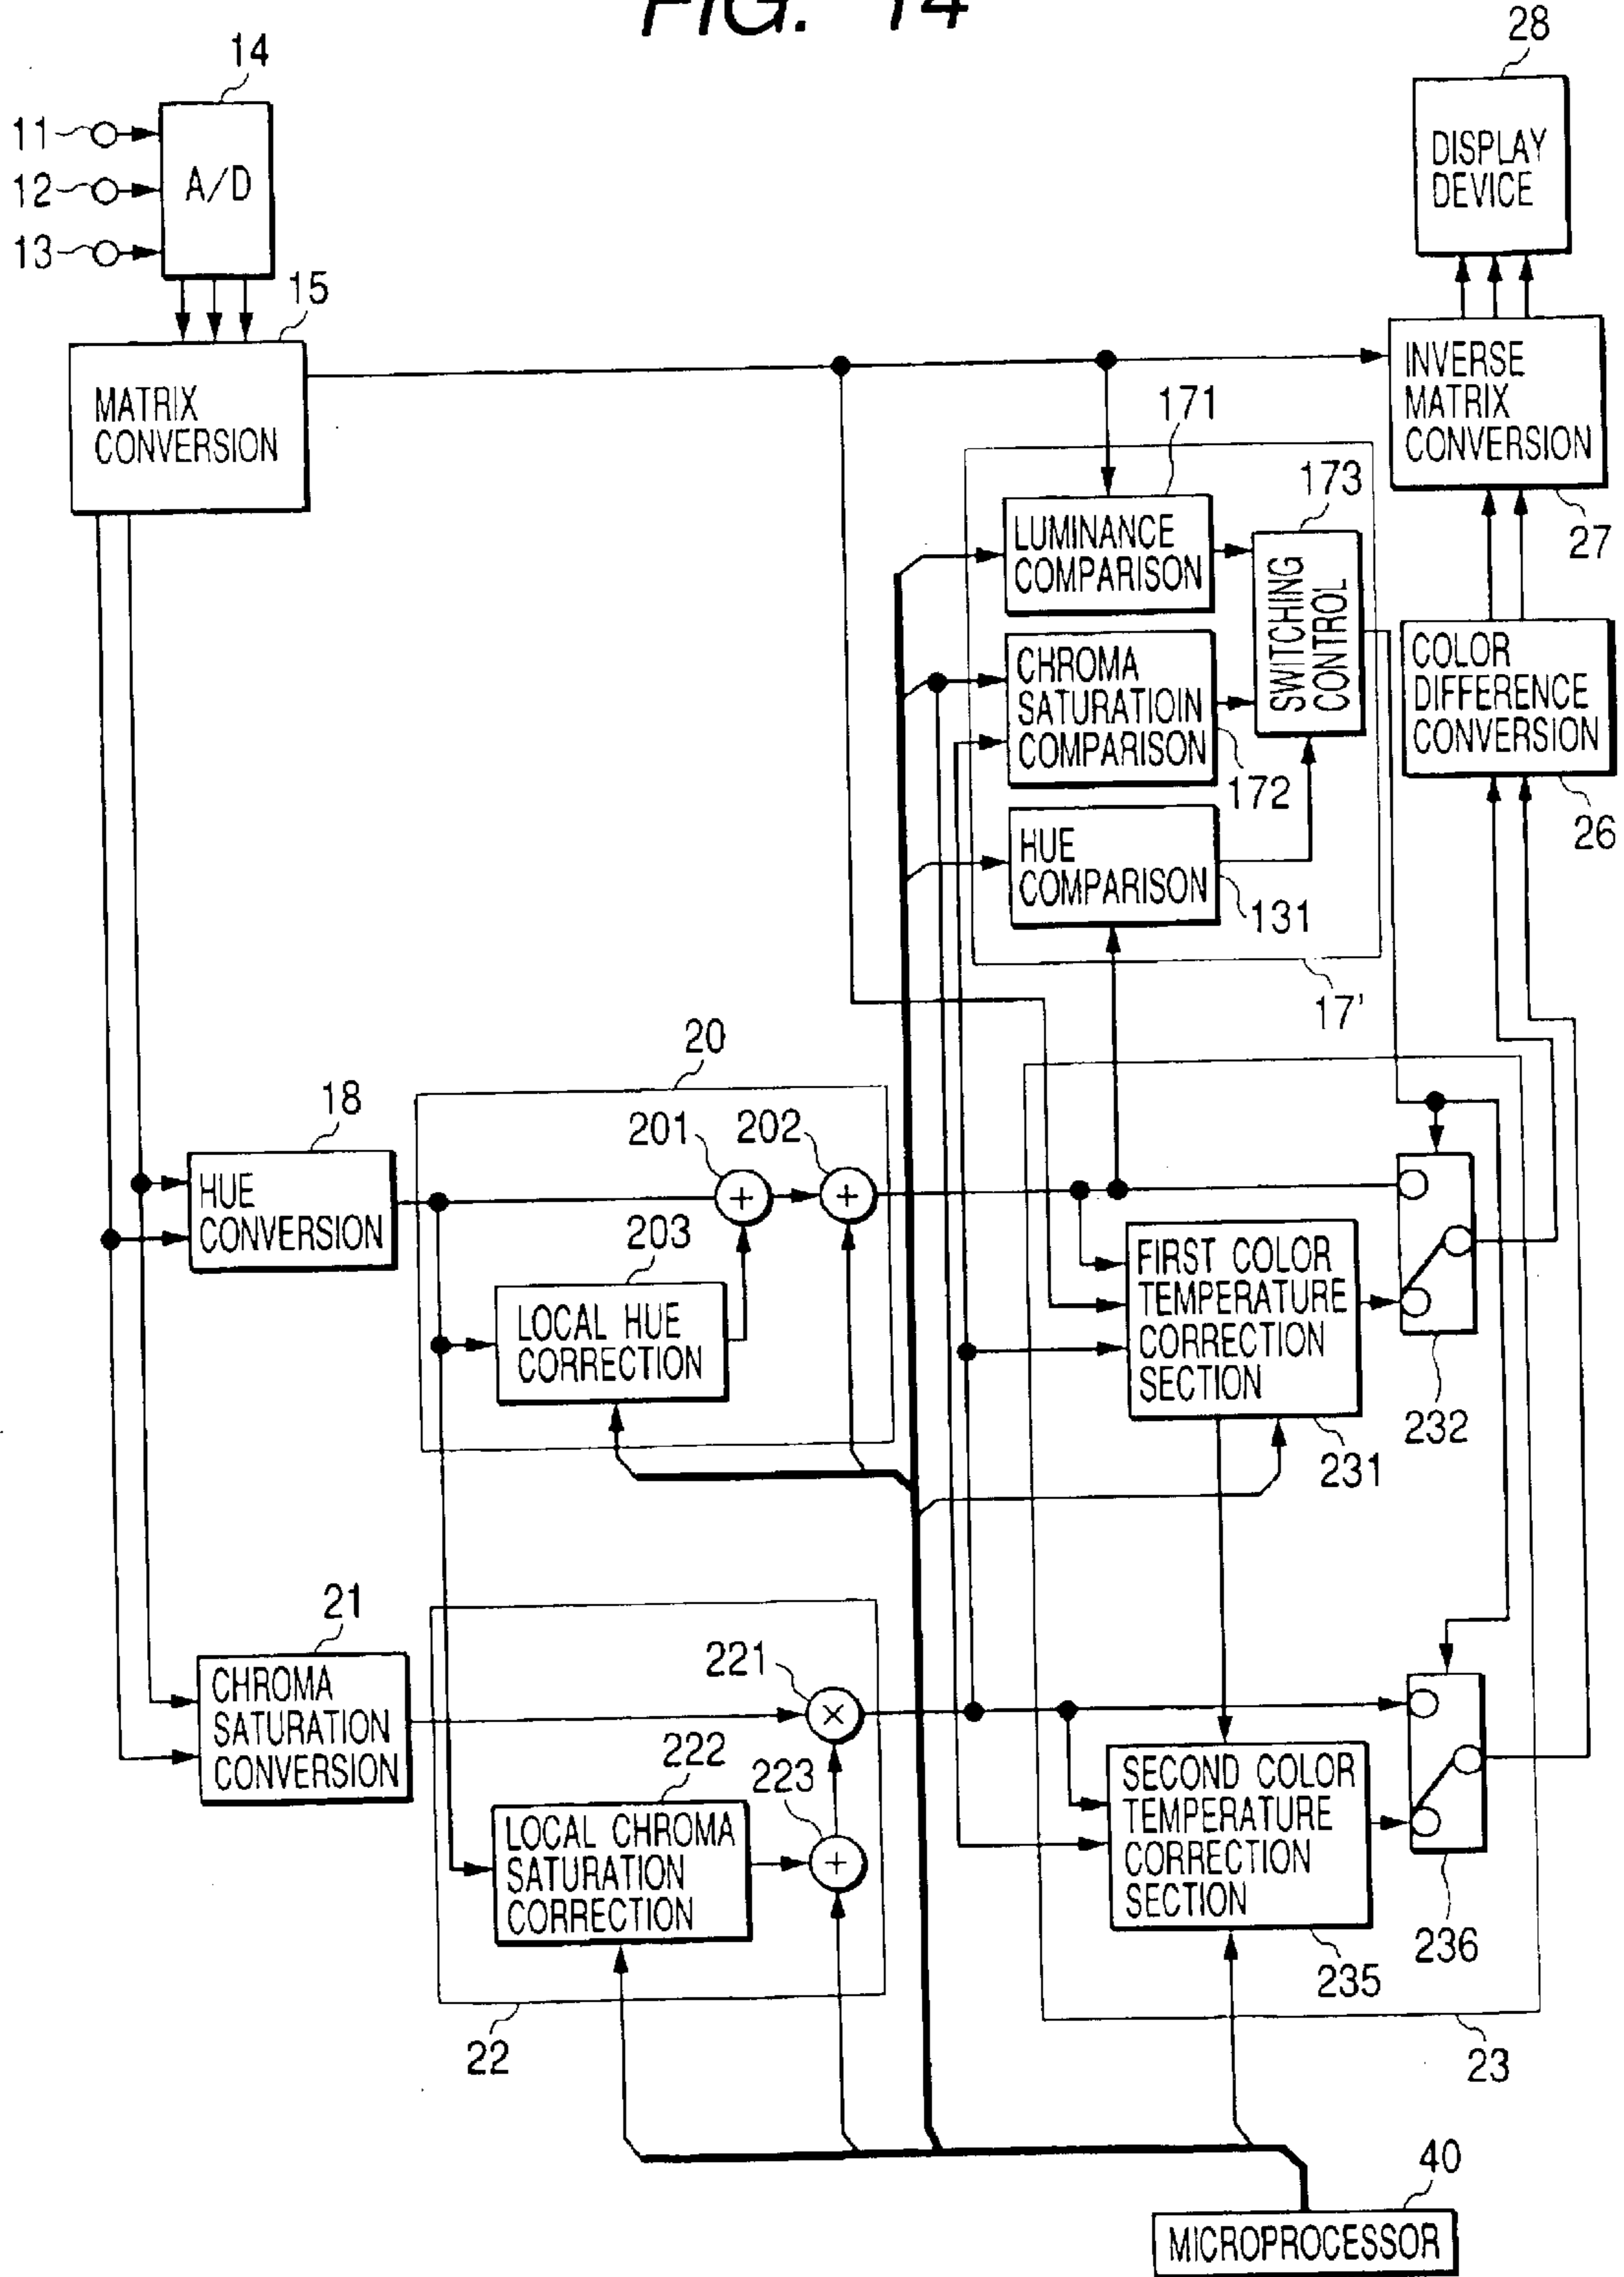 FIG. 14
28
14
11
12
13
A/D
DISPLAY
DEVICE
15
MATRIX
CONVERSION
INVERSE
MATRIX
CONVERSION
27
171
173
LUMINANCE
COMPARISON
SWITCHING
CONTROL
CHROMA
SATURATIOIN
COMPARISON
172
COLOR
DIFFERENCE
CONVERSION
26
HUE
COMPARISON
131
17'
20
18
201
202
HUE
CONVERSION
+
+
203
LOCAL HUE
CORRECTION
FIRST COLOR
TEMPERATURE
CORRECTION
SECTION
232
231
21
CHROMA
SATURATION
CONVERSION
221
×
222
223
LOCAL CHROMA
SATURATION
CORRECTION
+
SECOND COLOR
TEMPERATURE
CORRECTION
SECTION
236
235
22
23
40
MICROPROCESSOR